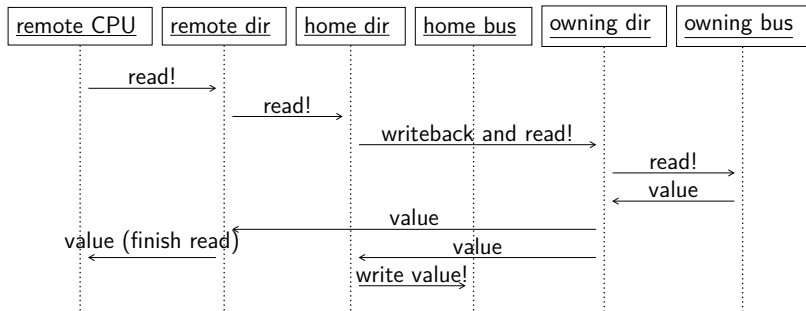 remote CPU remote dir home dir home bus owning dir owning bus
read!
read!
writeback and read!
read!
value
value
value (finish read) value
write value!